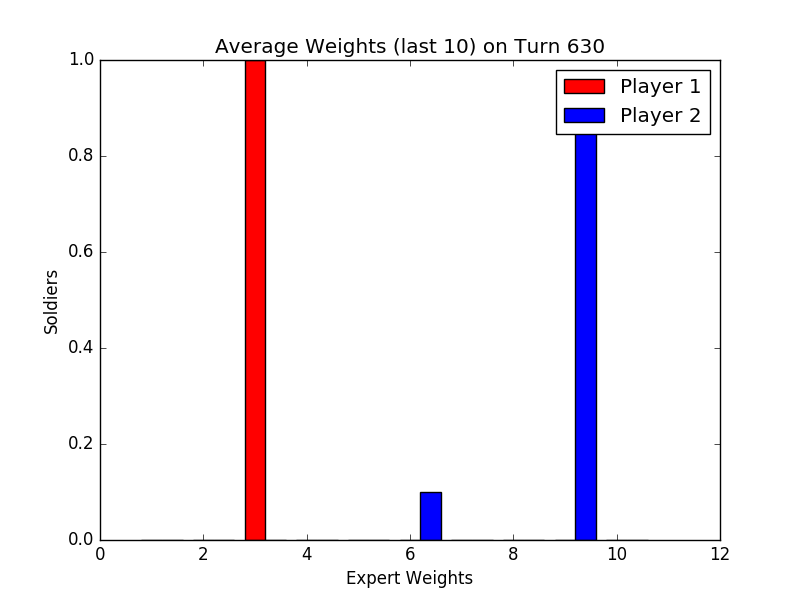 Average Weights (last 10) on Turn 630
1.0
Player 1
Player 2
0.8
0.6
Soldiers
0.4
0.2
0.0
0 2 4 6 8 10 12
Expert Weights